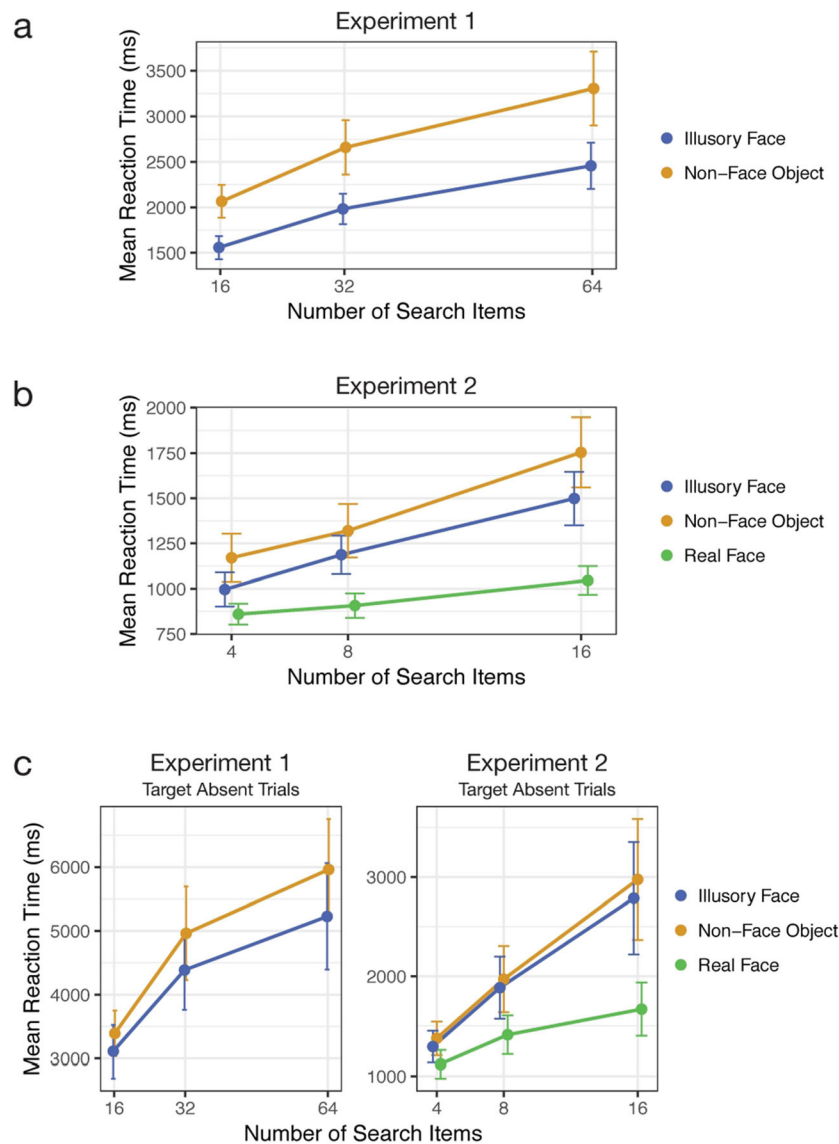 a
Experiment 1
Mean Reaction Time (ms)
3500
3000
2500
2000
1500
16 32 64
Number of Search Items
Illusory Face
Non-Face Object
b
Experiment 2
Mean Reaction Time (ms)
2000
1750
1500
1250
1000
750
4 8 16
Number of Search Items
Illusory Face
Non-Face Object
Real Face
c
Experiment 1
Target Absent Trials
Mean Reaction Time (ms)
6000
5000
4000
3000
16 32 64
Experiment 2
Target Absent Trials
3000
2000
1000
4 8 16
Number of Search Items
Illusory Face
Non-Face Object
Real Face